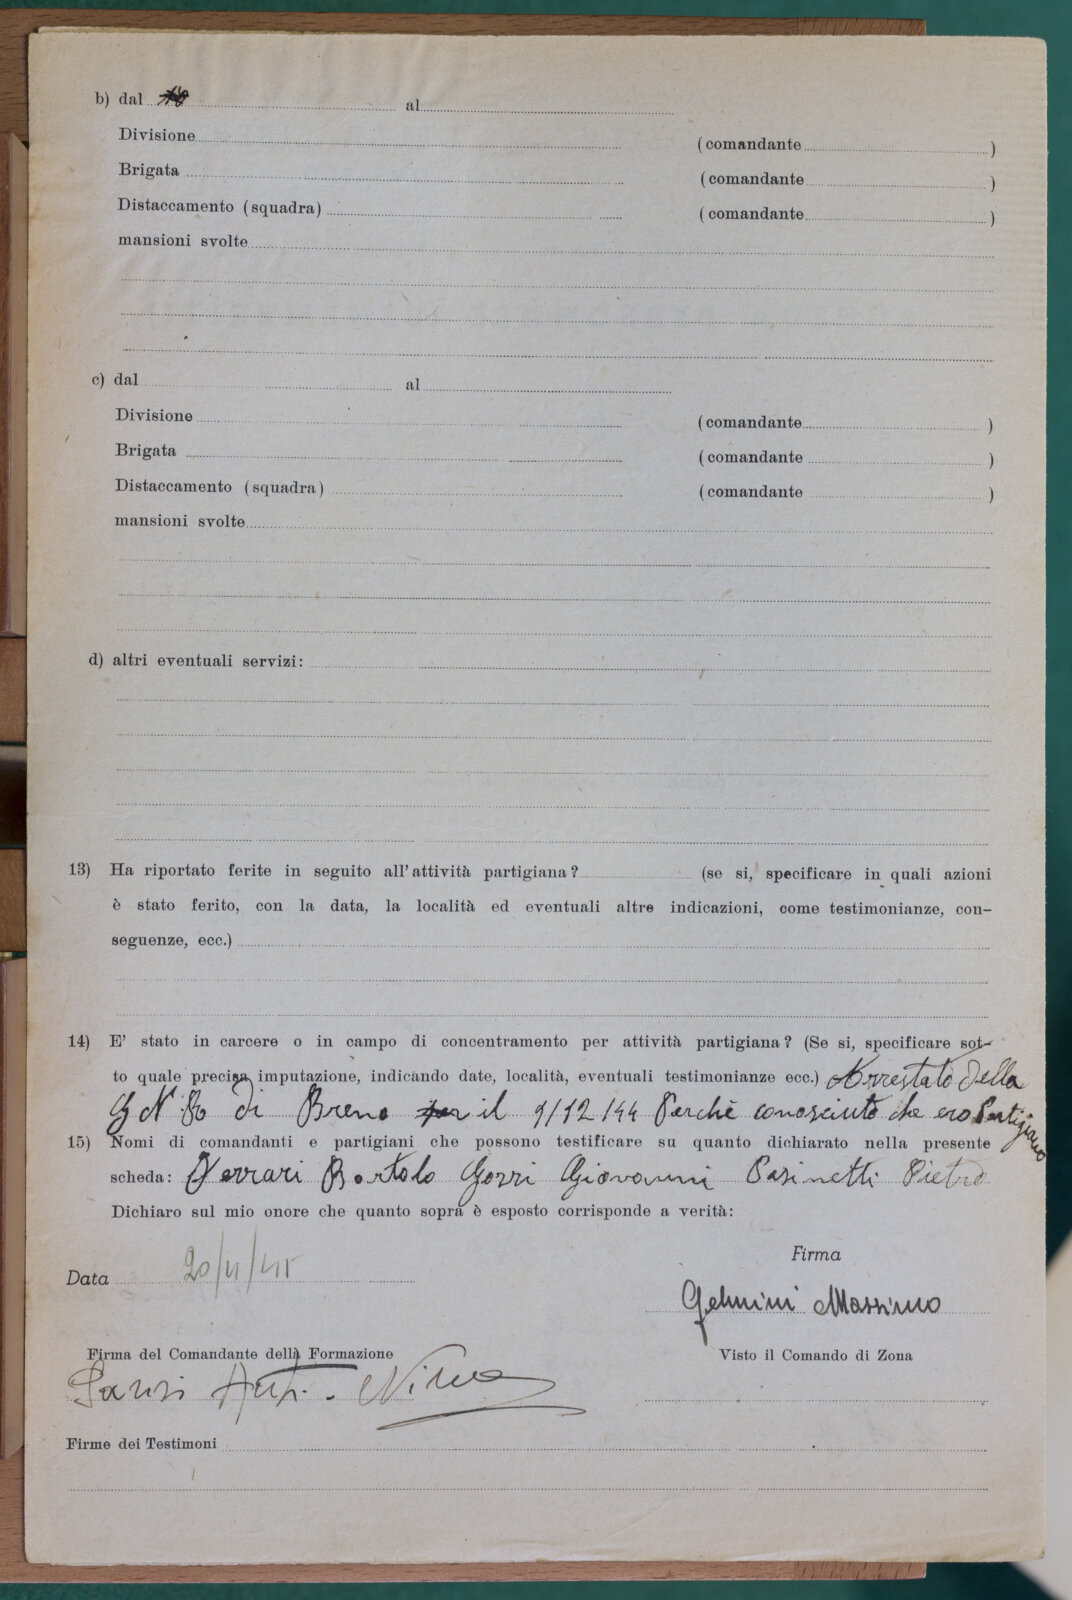 b) dal al
Divisione (comandante )
Brigata (comandante )
Distaccamento (squadra) (comandante )
mansioni svolte
c) dal al
Divisione (comandante )
Brigata (comandante )
Distaccamento (squadra) (comandante )
mansioni svolte
d) altri eventuali servizi:
13) Ha riportato ferite in seguito all'attività partigiana? (se si, specificare in quali azioni
è stato ferito, con la data, la località ed eventuali altre indicazioni, come testimonianze, con-
seguenze, ecc.)
14) E' stato in carcere o in campo di concentramento per attività partigiana? (Se si, specificare sot-
to quale precisa imputazione, indicando date, località, eventuali testimonianze ecc.) Arrestato della
G N R di Breno il 9/12/44 Perchè conosciuto che ero Partigiano
15) Nomi di comandanti e partigiani che possono testificare su quanto dichiarato nella presente
scheda: Ferrari Bortolo Gozzi Giovanni Pasinetti Pietro
Dichiaro sul mio onore che quanto sopra è esposto corrisponde a verità:
Firma
Data 20/11/45
Gelmini Massimo
Firma del Comandante della Formazione Visto il Comando di Zona
Nino
Firme dei Testimoni